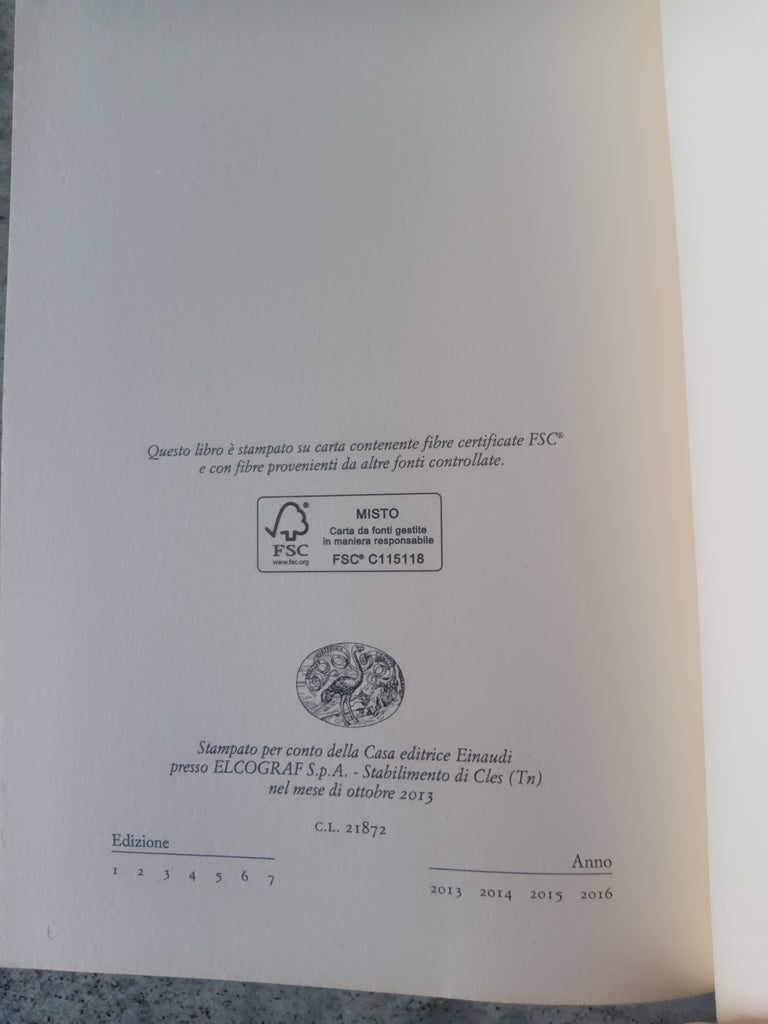 Questo libro è stampato su carta contenente fibre certificate FSC®
e con fibre provenienti da altre fonti controllate.
FSC
www.fsc.org
MISTO
Carta da fonti gestite
in maniera responsabile
FSC® C115118
Stampato per conto della Casa editrice Einaudi
presso ELCOGRAF S.p.A. - Stabilimento di Cles (Tn)
nel mese di ottobre 2013
C.L. 21872
Edizione
1 2 3 4 5 6 7
Anno
2013 2014 2015 2016